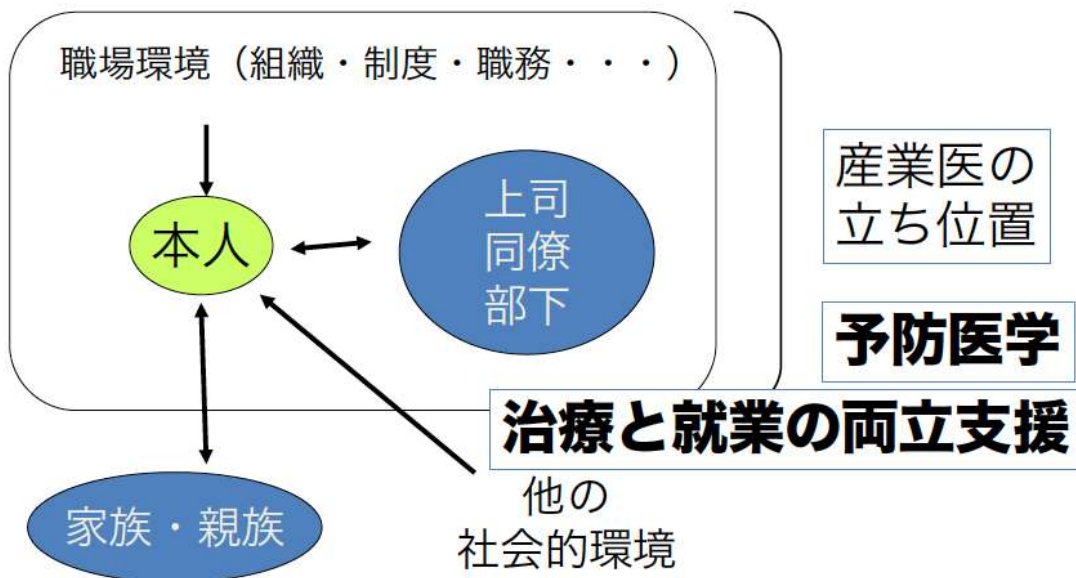 職場環境（組織・制度・職務・・・）
本人
上司
同僚
部下
産業医の
立ち位置
予防医学
治療と就業の両立支援
家族・親族
他の
社会的環境